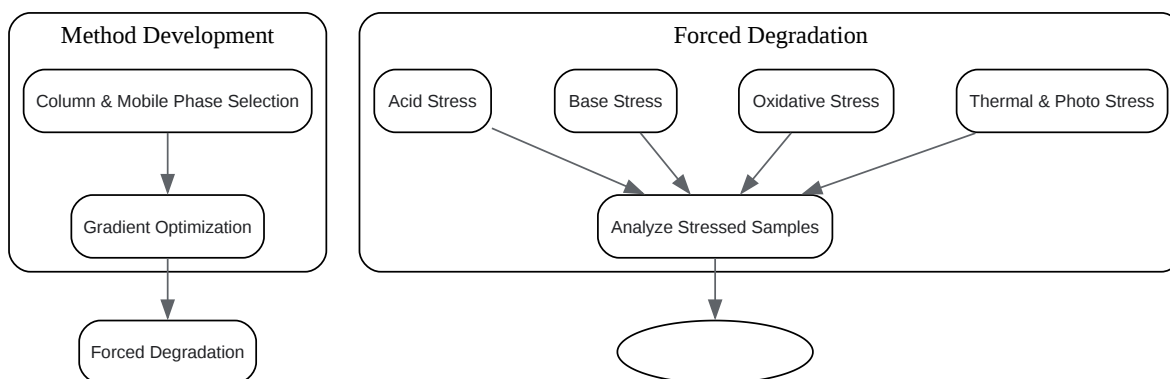 Method Development
Column & Mobile Phase Selection
Gradient Optimization
Forced Degradation
Forced Degradation
Acid Stress
Base Stress
Oxidative Stress
Thermal & Photo Stress
Analyze Stressed Samples